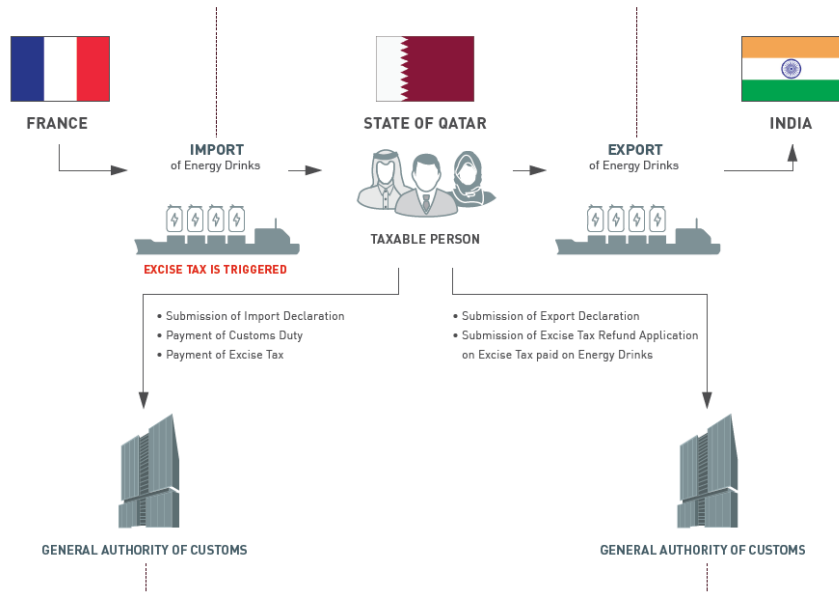 FRANCE
STATE OF QATAR
INDIA
IMPORT
of Energy Drinks
EXPORT
of Energy Drinks
TAXABLE PERSON
EXCISE TAX IS TRIGGERED
• Submission of Import Declaration
• Payment of Customs Duty
• Payment of Excise Tax
• Submission of Export Declaration
• Submission of Excise Tax Refund Application
on Excise Tax paid on Energy Drinks
GENERAL AUTHORITY OF CUSTOMS
GENERAL AUTHORITY OF CUSTOMS